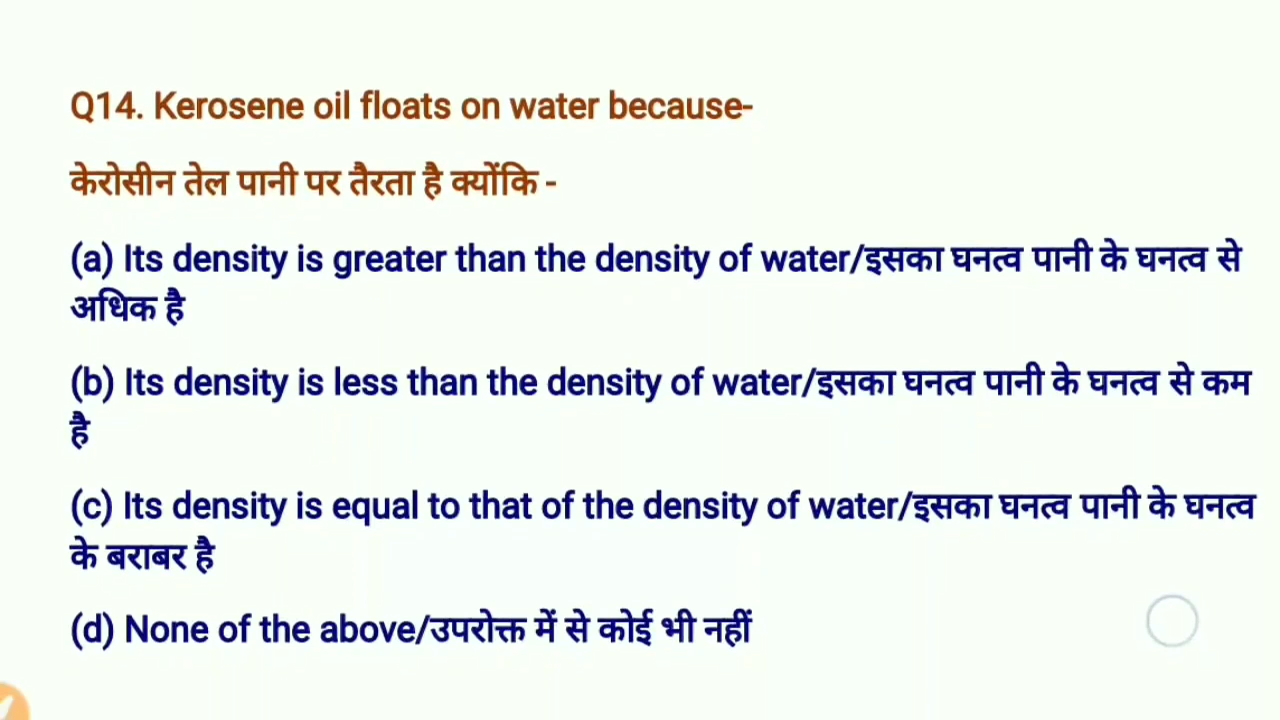 Q14. Kerosene oil floats on water because-
केरोसीन तेल पानी पर तैरता है क्योंकि -
(a) Its density is greater than the density of water/इसका घनत्व पानी के घनत्व से
अधिक है
(b) Its density is less than the density of water/इसका घनत्व पानी के घनत्व से कम
है
(c) Its density is equal to that of the density of water/इसका घनत्व पानी के घनत्व
के बराबर है
(d) None of the above/उपरोक्त में से कोई भी नहीं